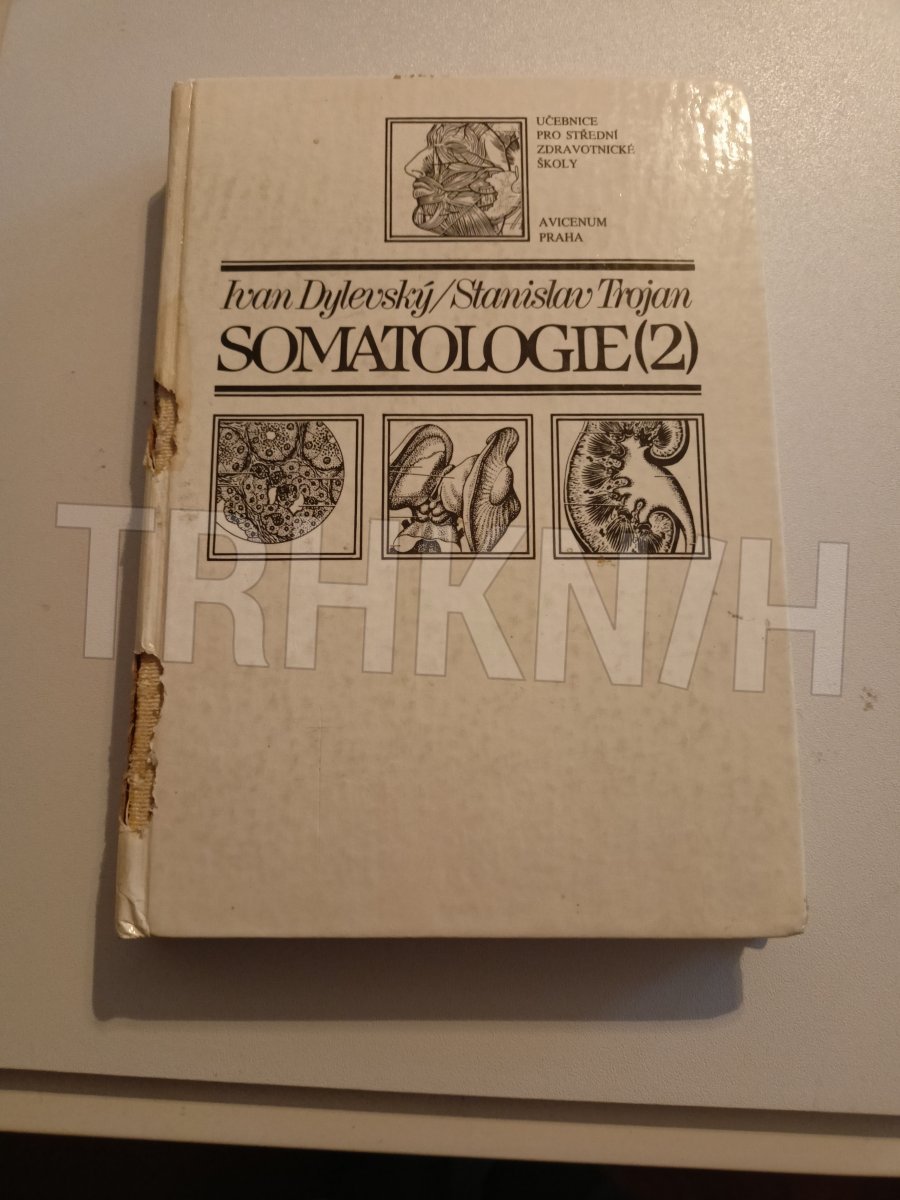 UČEBNICE
PRO STŘEDNÍ
ZDRAVOTNICKÉ
ŠKOLY
AVICENUM
PRAHA
Ivan Dylevský/Stanislav Trojan
SOMATOLOGIE(2)
TRHKNIH